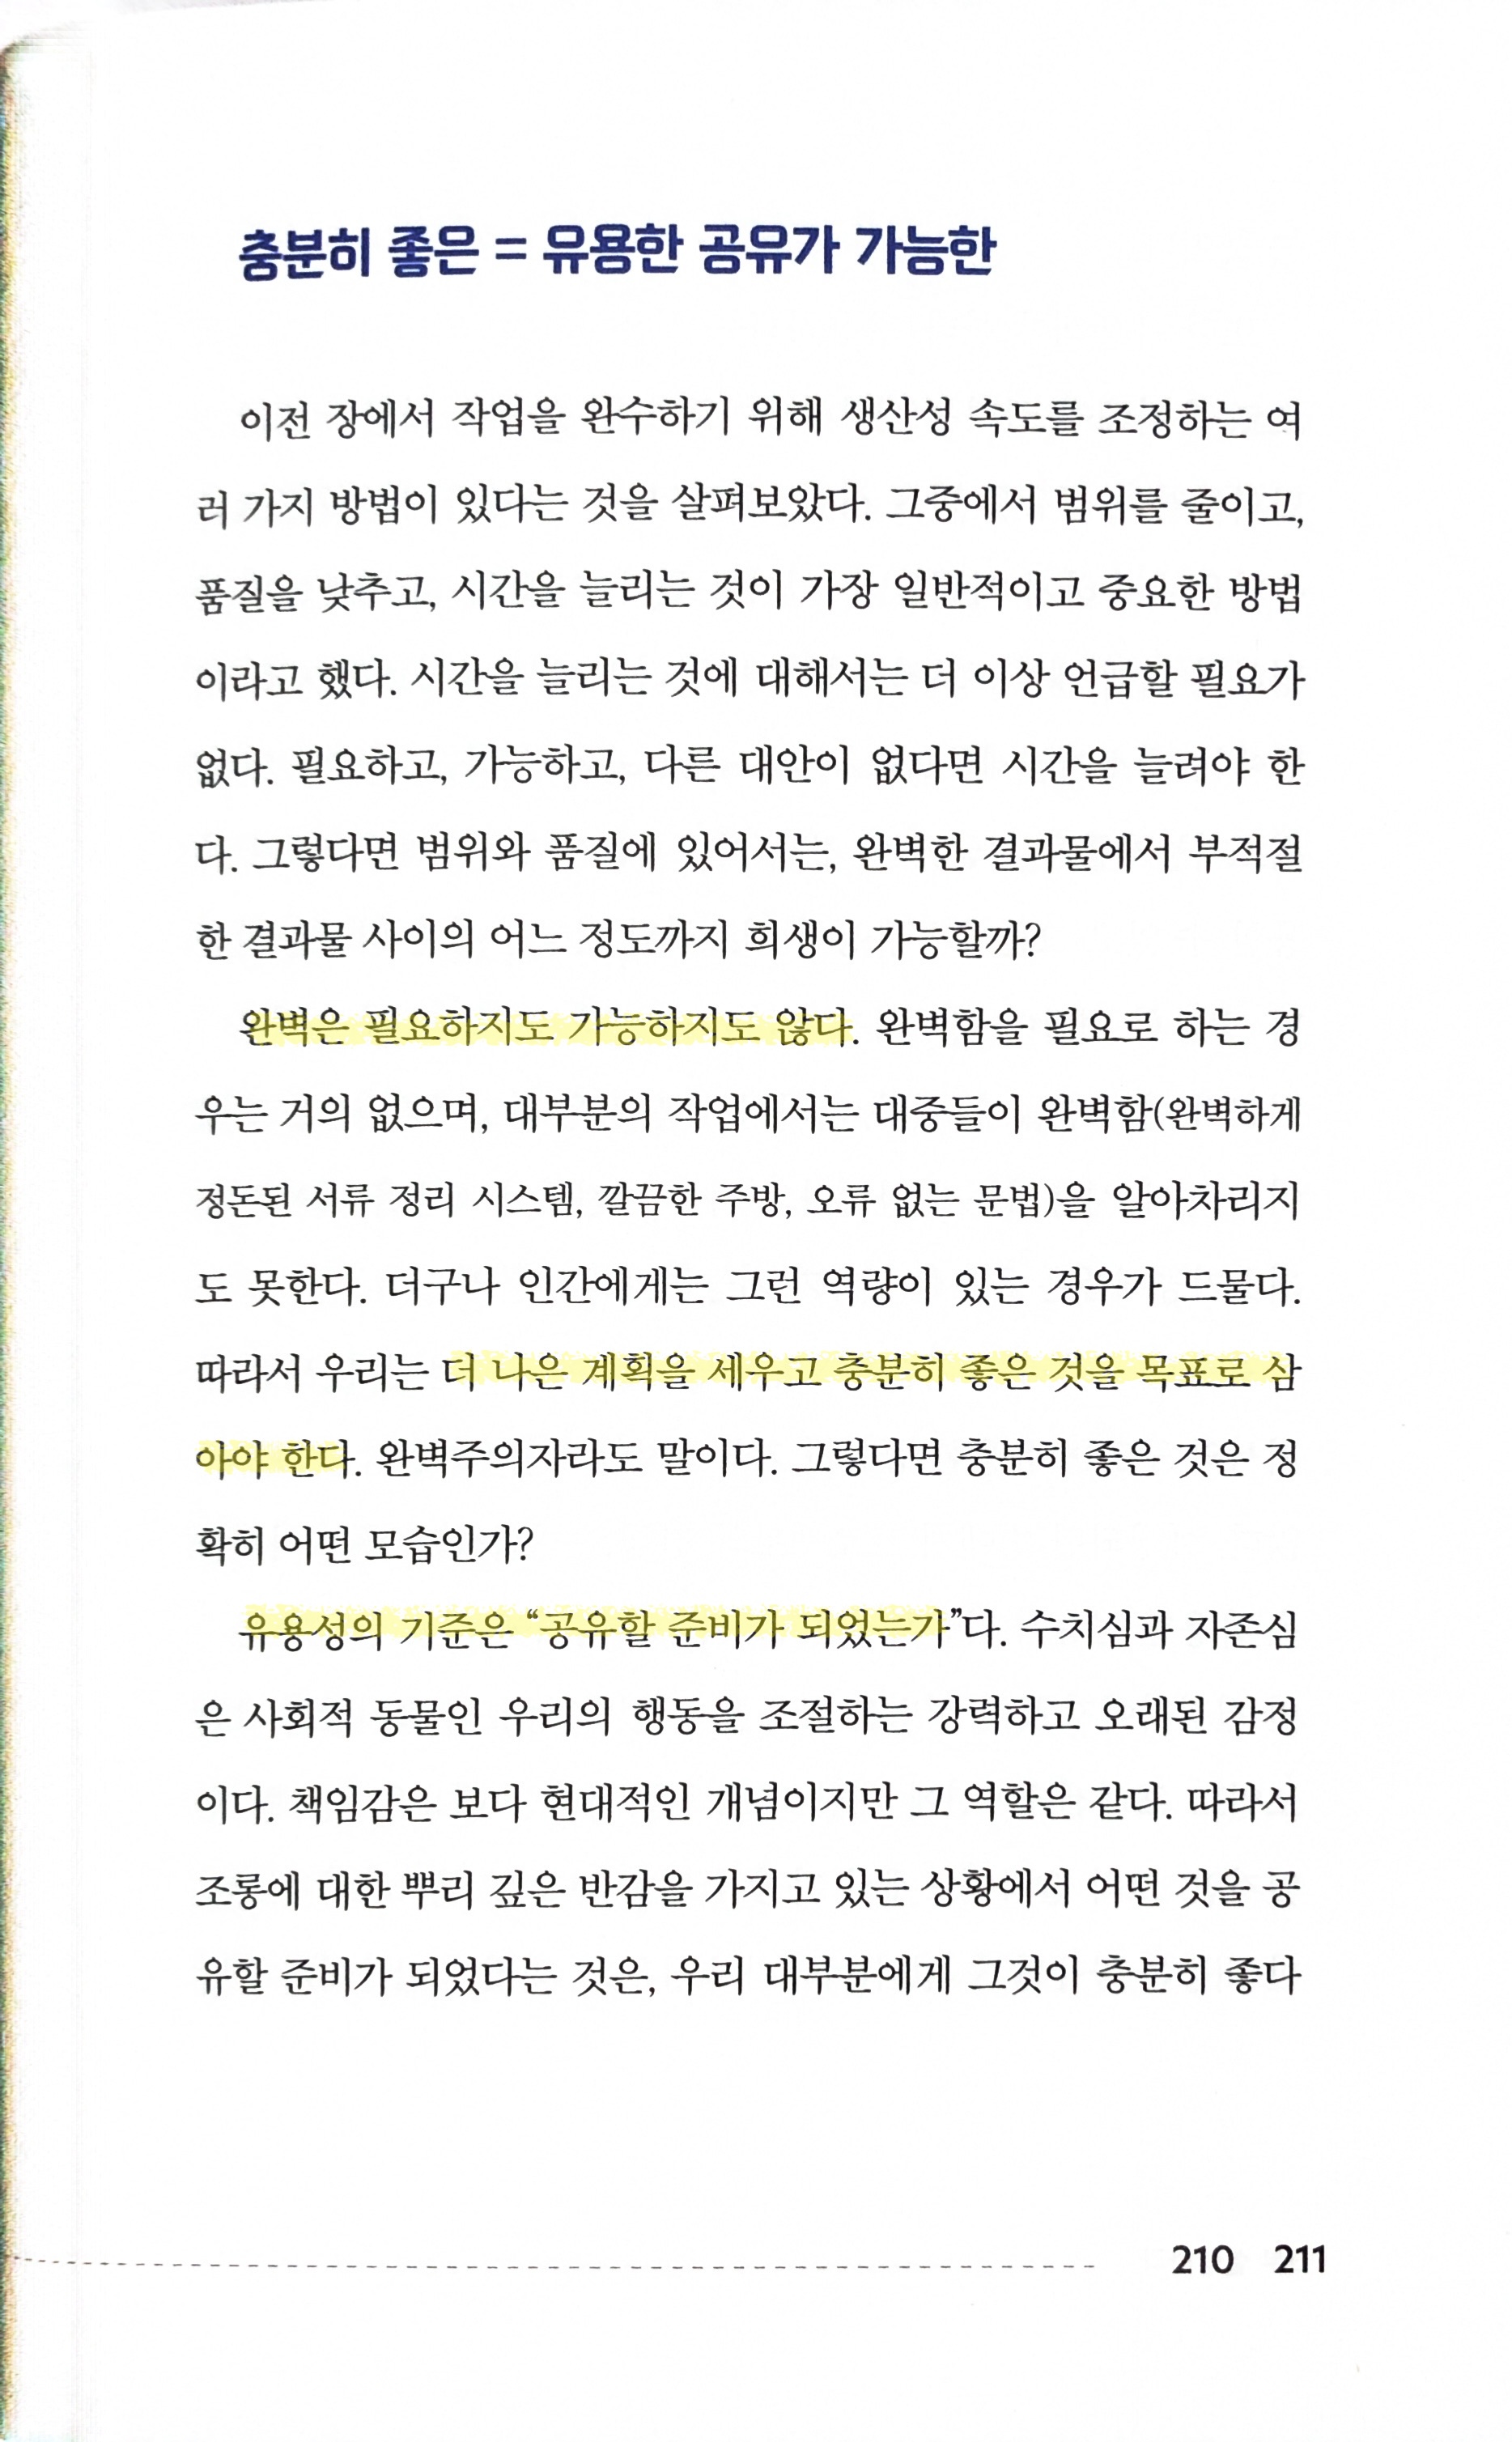 충분히 좋은 = 유용한 공유가 가능한
이전 장에서 작업을 완수하기 위해 생산성 속도를 조정하는 여
러 가지 방법이 있다는 것을 살펴보았다. 그중에서 범위를 줄이고,
품질을 낮추고, 시간을 늘리는 것이 가장 일반적이고 중요한 방법
이라고 했다. 시간을 늘리는 것에 대해서는 더 이상 언급할 필요가
없다. 필요하고, 가능하고, 다른 대안이 없다면 시간을 늘려야 한
다. 그렇다면 범위와 품질에 있어서는, 완벽한 결과물에서 부적절
한 결과물 사이의 어느 정도까지 희생이 가능할까?
완벽은 필요하지도 가능하지도 않다. 완벽함을 필요로 하는 경
우는 거의 없으며, 대부분의 작업에서는 대중들이 완벽함(완벽하게
정돈된 서류 정리 시스템, 깔끔한 주방, 오류 없는 문법)을 알아차리지
도 못한다. 더구나 인간에게는 그런 역량이 있는 경우가 드물다.
따라서 우리는 더 나은 계획을 세우고 충분히 좋은 것을 목표로 삼
아야 한다. 완벽주의자라도 말이다. 그렇다면 충분히 좋은 것은 정
확히 어떤 모습인가?
유용성의 기준은 “공유할 준비가 되었는가”다. 수치심과 자존심
은 사회적 동물인 우리의 행동을 조절하는 강력하고 오래된 감정
이다. 책임감은 보다 현대적인 개념이지만 그 역할은 같다. 따라서
조롱에 대한 뿌리 깊은 반감을 가지고 있는 상황에서 어떤 것을 공
유할 준비가 되었다는 것은, 우리 대부분에게 그것이 충분히 좋다
210 211